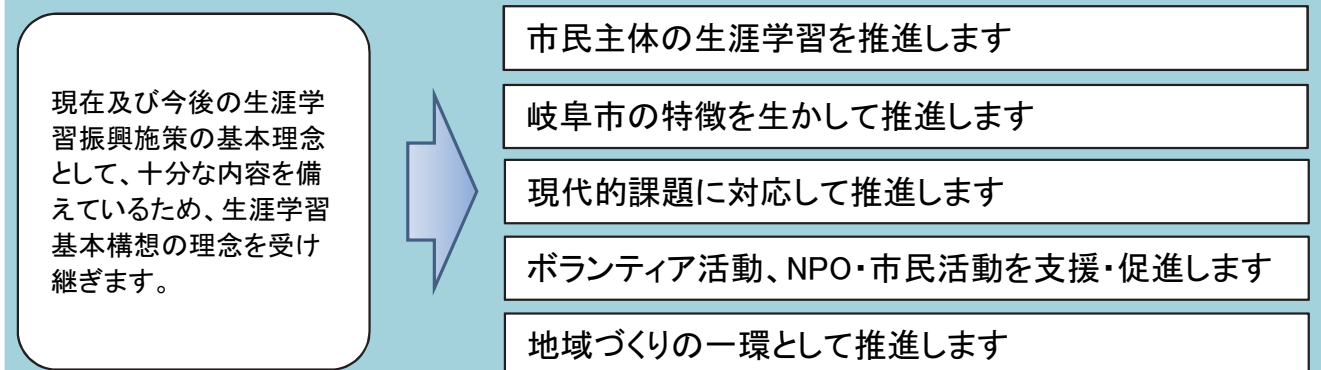 現在及び今後の生涯学
習振興施策の基本理念
として、十分な内容を備
えているため、生涯学習
基本構想の理念を受け
継ぎます。
市民主体の生涯学習を推進します
岐阜市の特徴を生かして推進します
現代的課題に対応して推進します
ボランティア活動、NPO・市民活動を支援・促進します
地域づくりの一環として推進します